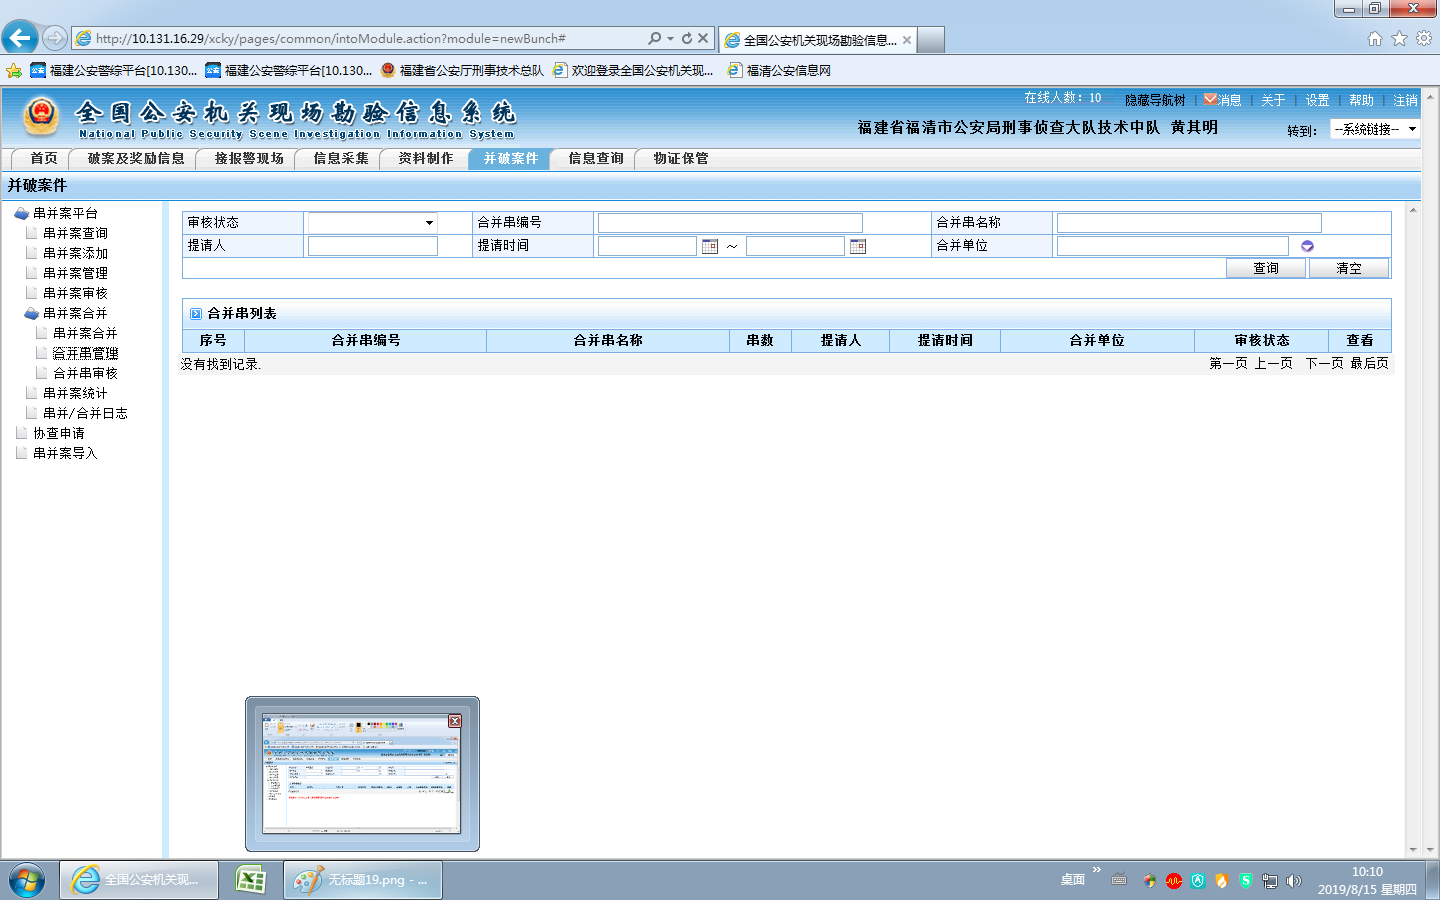 http://10.131.16.29/xcky/pages/common/intoModule.action?module=newBunch#
全国公安机关现场勘验信息...
福建公安警综平台[10.130...
福建公安警综平台[10.130...
福建省公安厅刑事技术总队
欢迎登录全国公安机关现...
福清公安信息网
全国公安机关现场勘验信息系统
National Public Security Scene Investigation Information System
在线人数：10
隐藏导航树
消息
关于
设置
帮助
注销
福建省福清市公安局刑事侦查大队技术中队 黄其明
转到：
--系统链接--
首页
破案及奖励信息
接报警现场
信息采集
资料制作
并破案件
信息查询
物证保管
并破案件
串并案平台
串并案查询
串并案添加
串并案管理
串并案审核
串并案合并
串并案合并
合并串管理
合并串审核
串并案统计
串并/合并日志
协查申请
串并案导入
审核状态
合并串编号
合并串名称
提请人
提请时间
～
合并单位
查询
清空
合并串列表
序号
合并串编号
合并串名称
串数
提请人
提请时间
合并单位
审核状态
查看
没有找到记录.
第一页 上一页 下一页 最后页
全国公安机关现...
无标题19.png - ...
桌面
10:10
2019/8/15 星期四